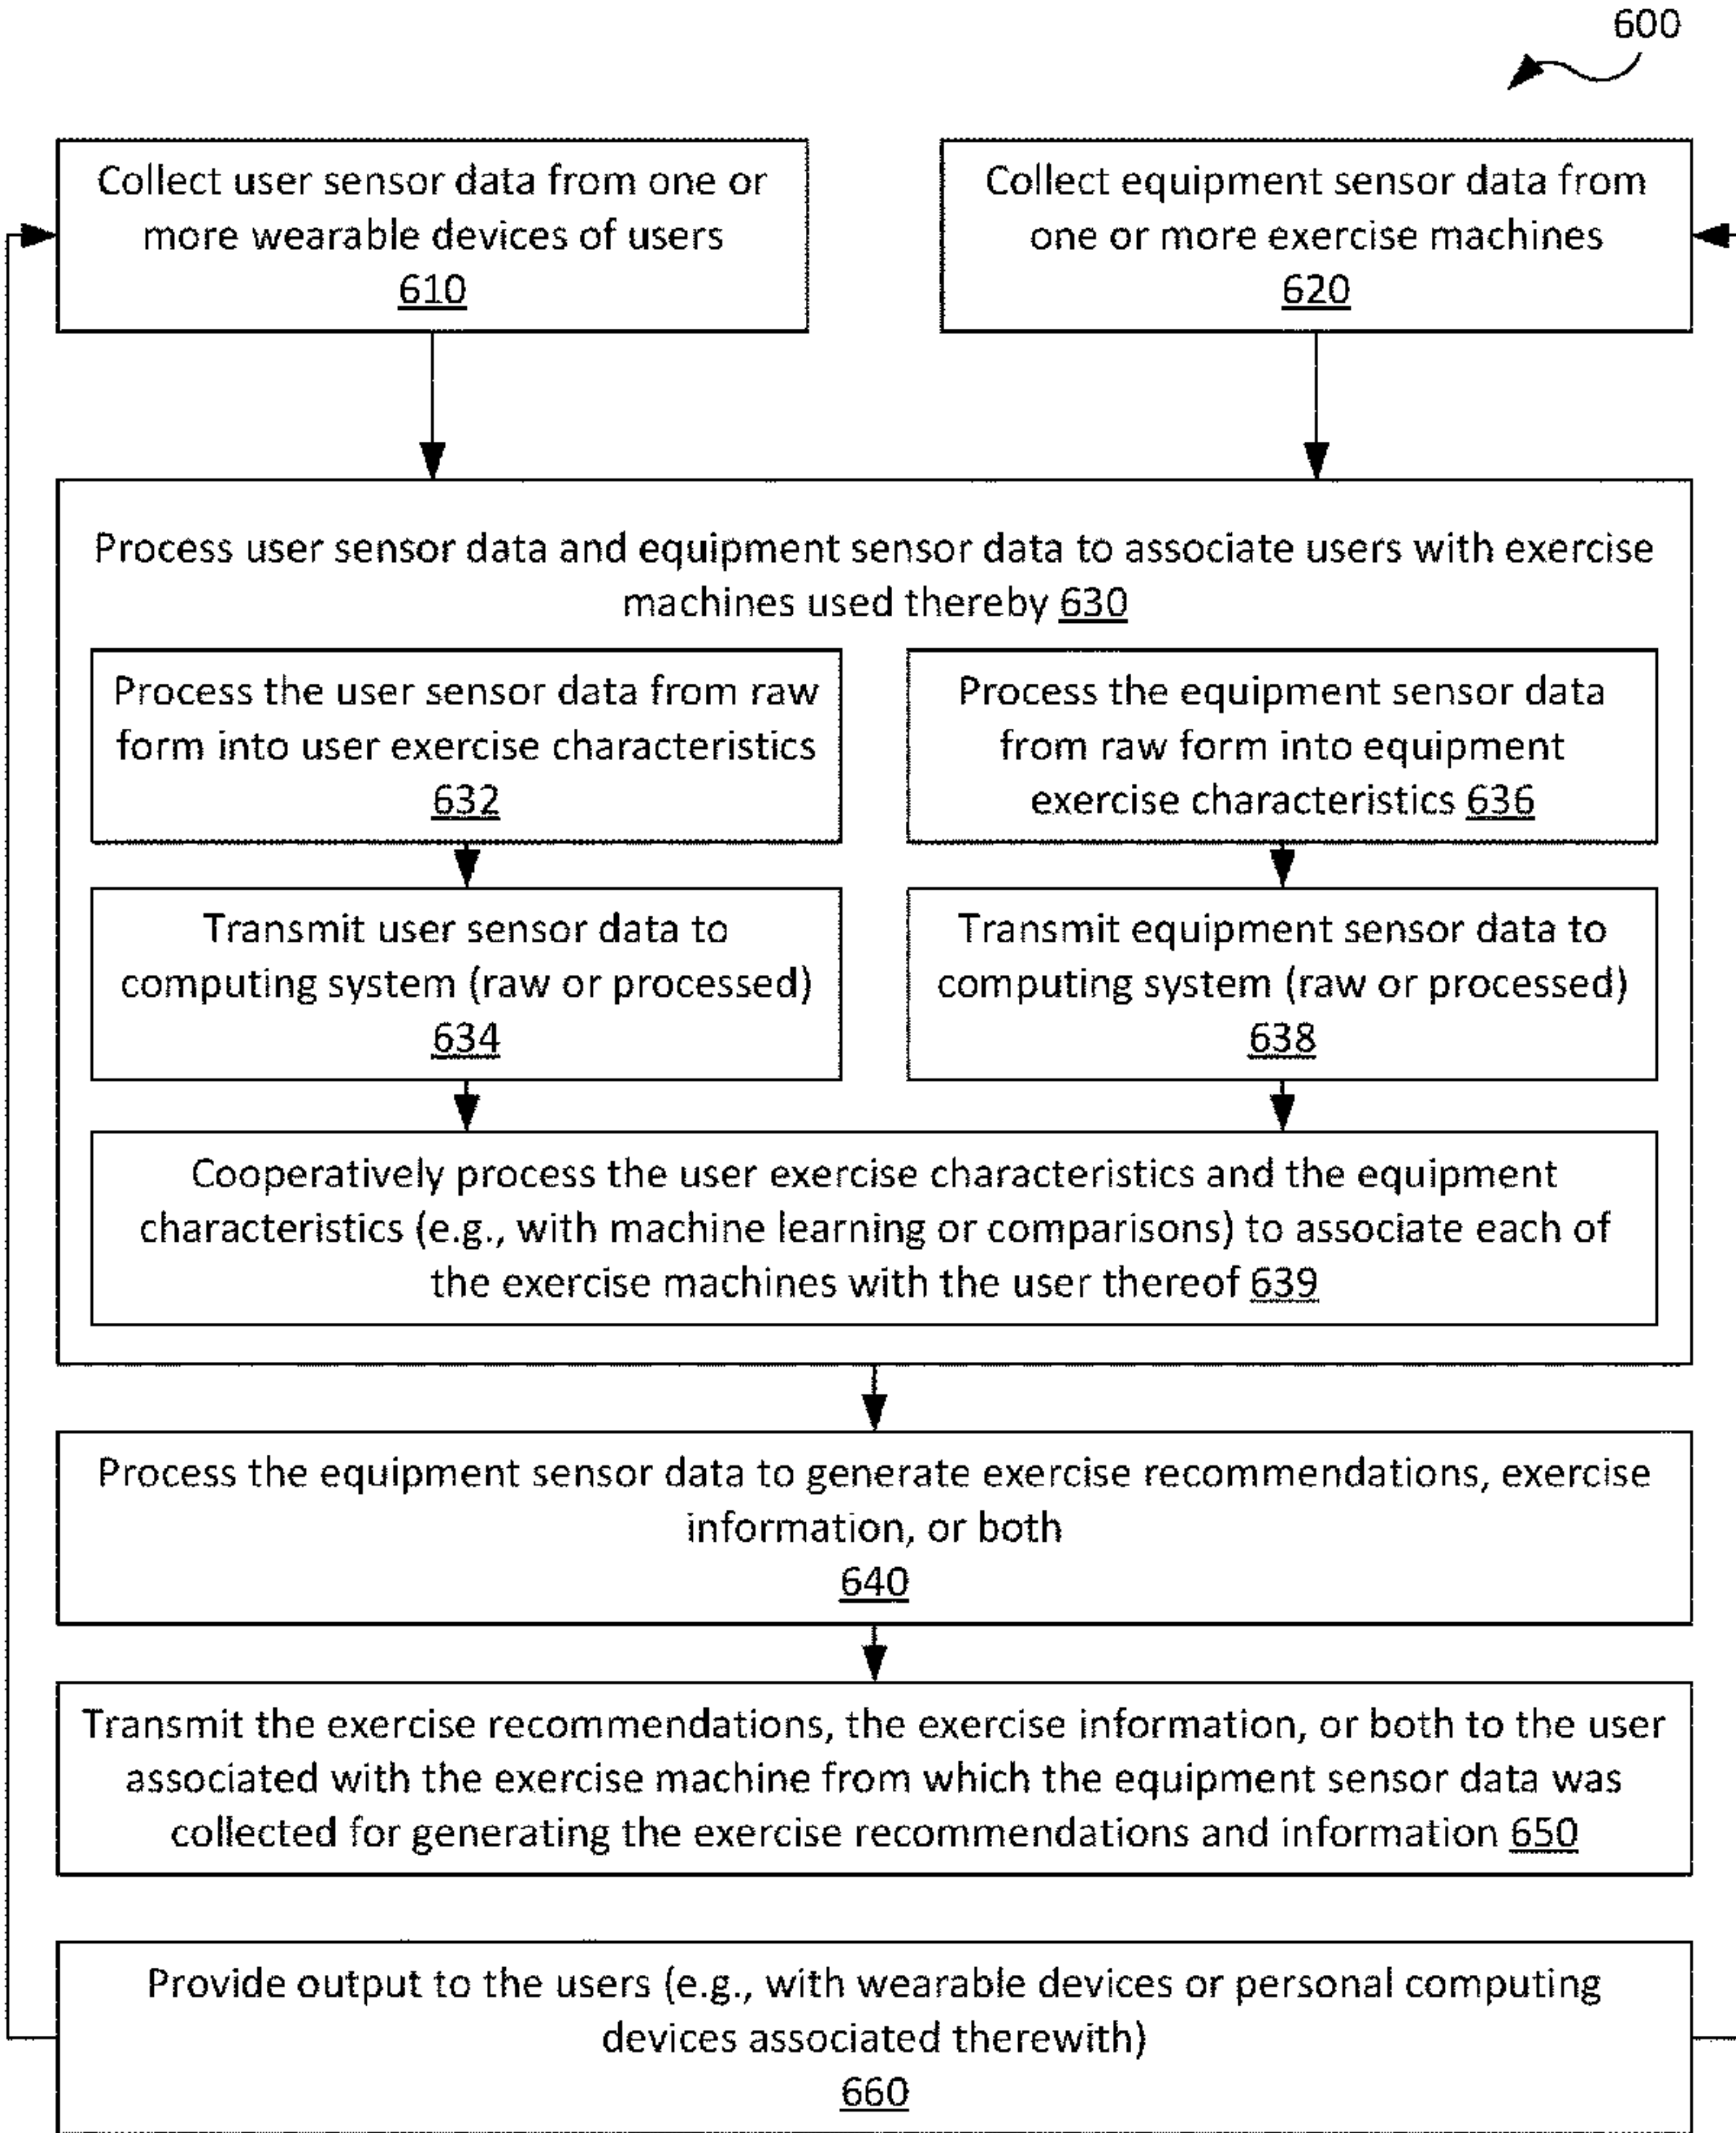 600
Collect user sensor data from one or
more wearable devices of users
610
Collect equipment sensor data from
one or more exercise machines
620
Process user sensor data and equipment sensor data to associate users with exercise
machines used thereby 630
Process the user sensor data from raw
form into user exercise characteristics
632
Process the equipment sensor data
from raw form into equipment
exercise characteristics 636
Transmit user sensor data to
computing system (raw or processed)
634
Transmit equipment sensor data to
computing system (raw or processed)
638
Cooperatively process the user exercise characteristics and the equipment
characteristics (e.g., with machine learning or comparisons) to associate each of
the exercise machines with the user thereof 639
Process the equipment sensor data to generate exercise recommendations, exercise
information, or both
640
Transmit the exercise recommendations, the exercise information, or both to the user
associated with the exercise machine from which the equipment sensor data was
collected for generating the exercise recommendations and information 650
Provide output to the users (e.g., with wearable devices or personal computing
devices associated therewith)
660